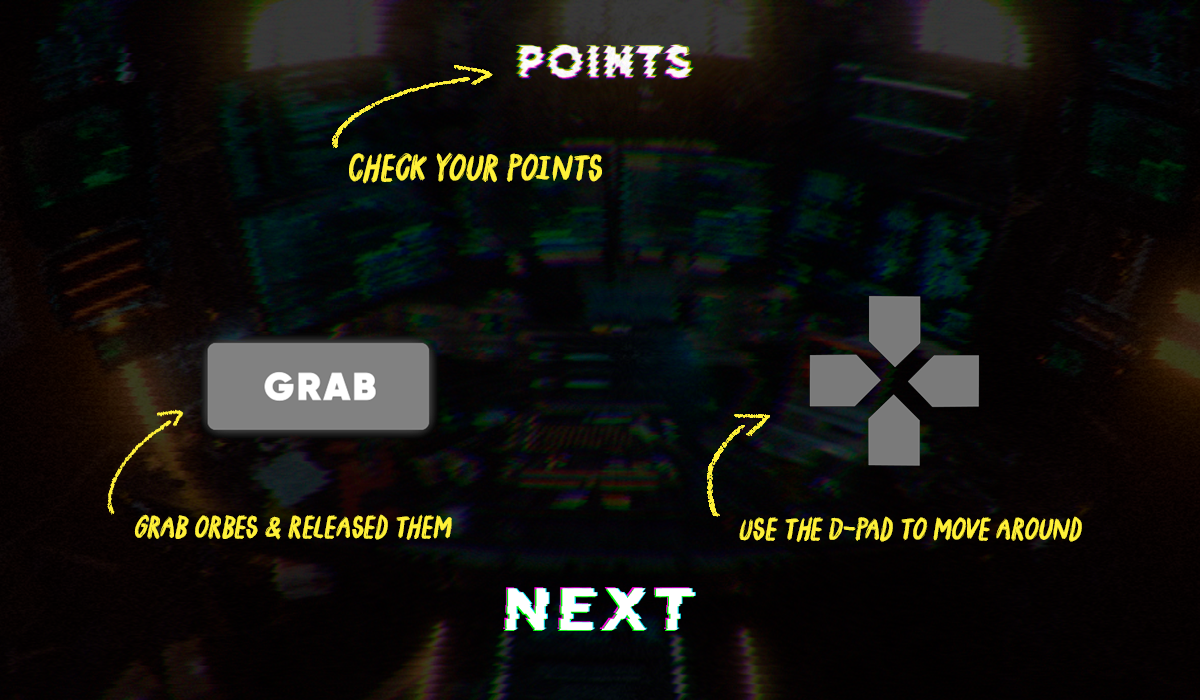 POINTS
CHECK YOUR POINTS
GRAB
GRAB ORBES & RELEASED THEM
USE THE D-PAD TO MOVE AROUND
NEXT